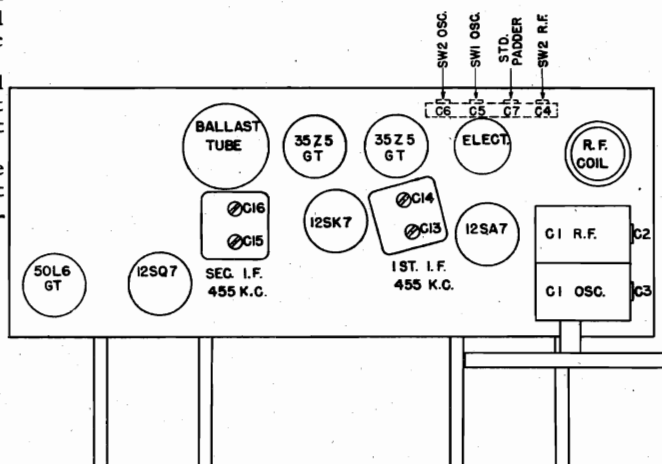 SW2 OSC.
SW1 OSC.
STD. PADDER
SW2 R.F.
C6 C5 C7 C4
BALLAST TUBE
35Z5 GT
35Z5 GT
ELECT.
R.F. COIL
C16
C15
12SK7
C14
C13
12SA7
C1 R.F.
C2
C1 OSC.
C3
50L6 GT
12SQ7
SEC. I.F.
455 K.C.
1ST. I.F.
455 K.C.